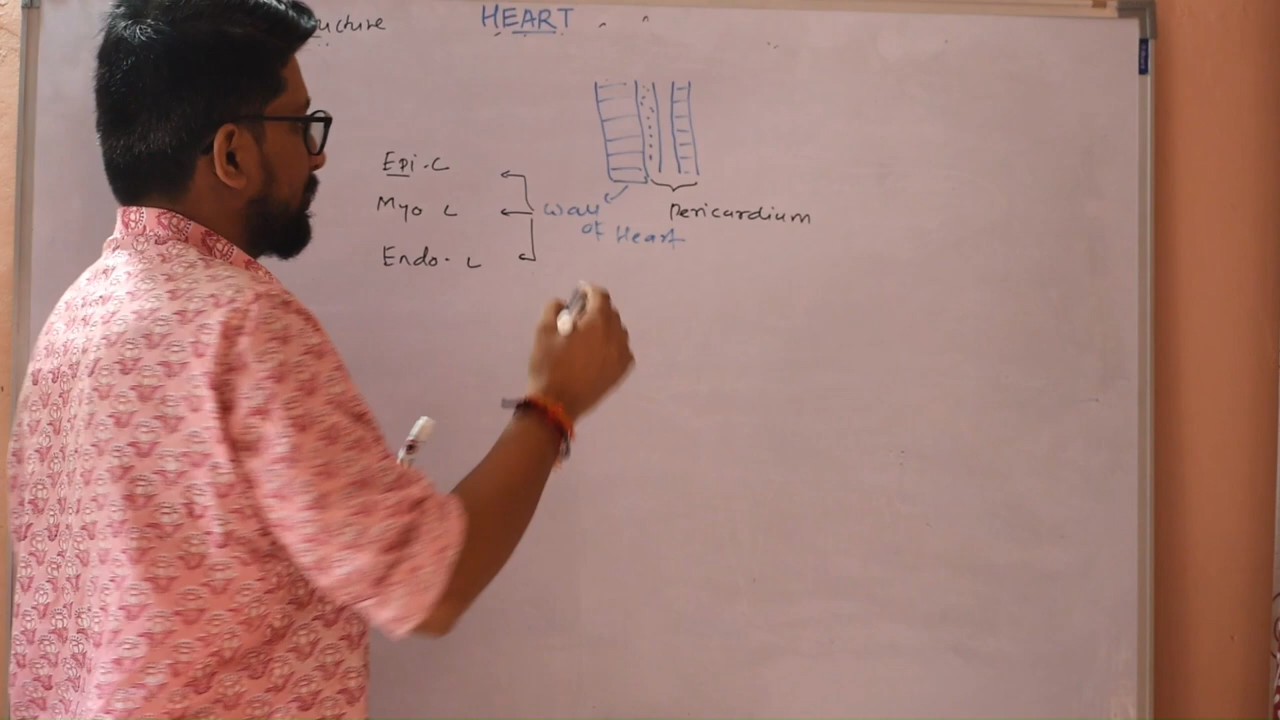 ucture
HEART
Epi.C
Myo C
Endo. C
Wall
of Heart
Pericardium